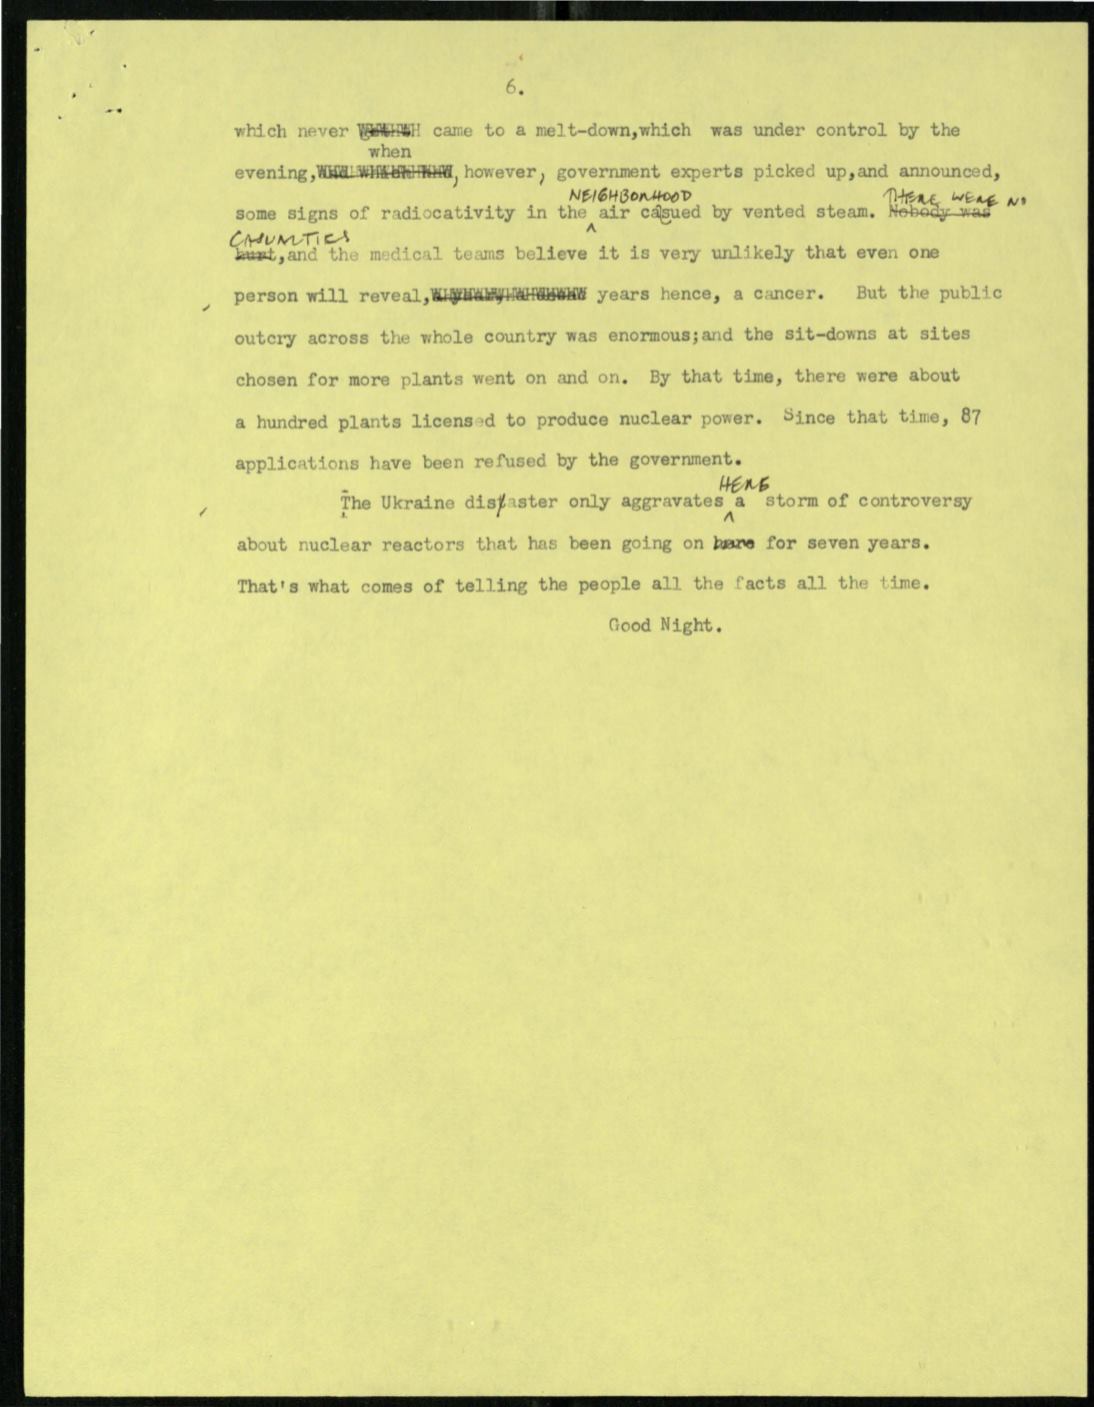 6.
which never came to a melt-down,which was under control by the
when
evening, , however, government experts picked up,and announced,
NEIGHBORHOOD THERE WERE NO
some signs of radiocativity in the ^ air casued by vented steam. Nobody was
CASUALTIES
hurt,and the medical teams believe it is very unlikely that even one
person will reveal, years hence, a cancer. But the public
outcry across the whole country was enormous;and the sit-downs at sites
chosen for more plants went on and on. By that time, there were about
a hundred plants licensed to produce nuclear power. Since that time, 87
applications have been refused by the government.
HERE
The Ukraine disaster only aggravates ^ a storm of controversy
about nuclear reactors that has been going on here for seven years.
That's what comes of telling the people all the facts all the time.
Good Night.